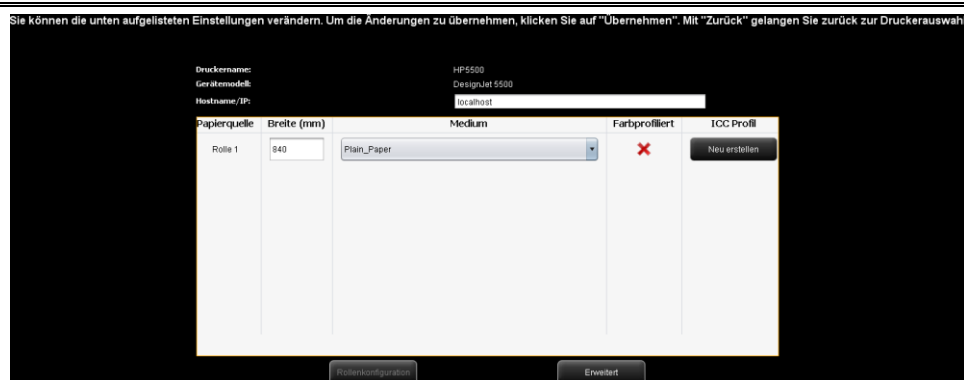 Sie können die unten aufgelisteten Einstellungen verändern. Um die Änderungen zu übernehmen, klicken Sie auf "Übernehmen". Mit "Zurück" gelangen Sie zurück zur Druckerauswahl
Druckername: HP5500
Gerätemodell: DesignJet 5500
Hostname/IP: localhost
Papierquelle Breite (mm) Medium Farbprofiliert ICC Profil
Rolle 1 840 Plain_Paper Neu erstellen
Rollenkonfiguration Erweitert